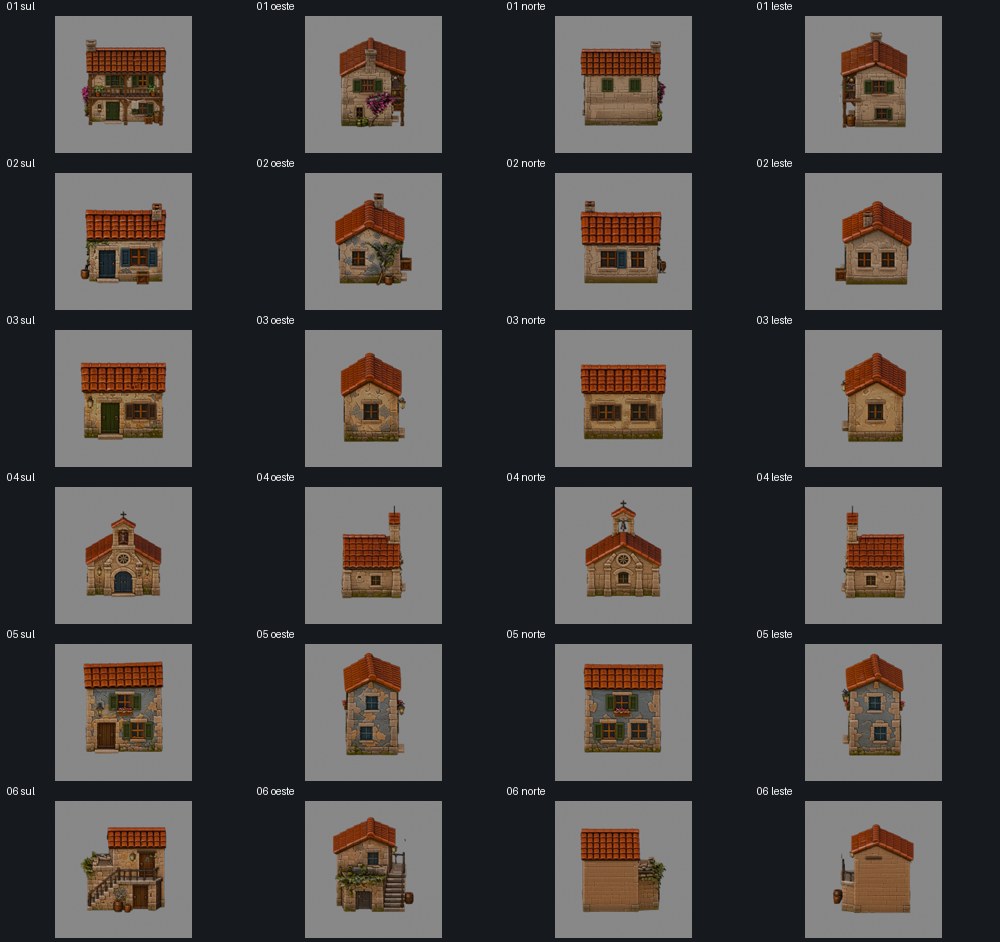 01 sul 01 oeste 01 norte 01 leste
02 sul 02 oeste 02 norte 02 leste
03 sul 03 oeste 03 norte 03 leste
04 sul 04 oeste 04 norte 04 leste
05 sul 05 oeste 05 norte 05 leste
06 sul 06 oeste 06 norte 06 leste